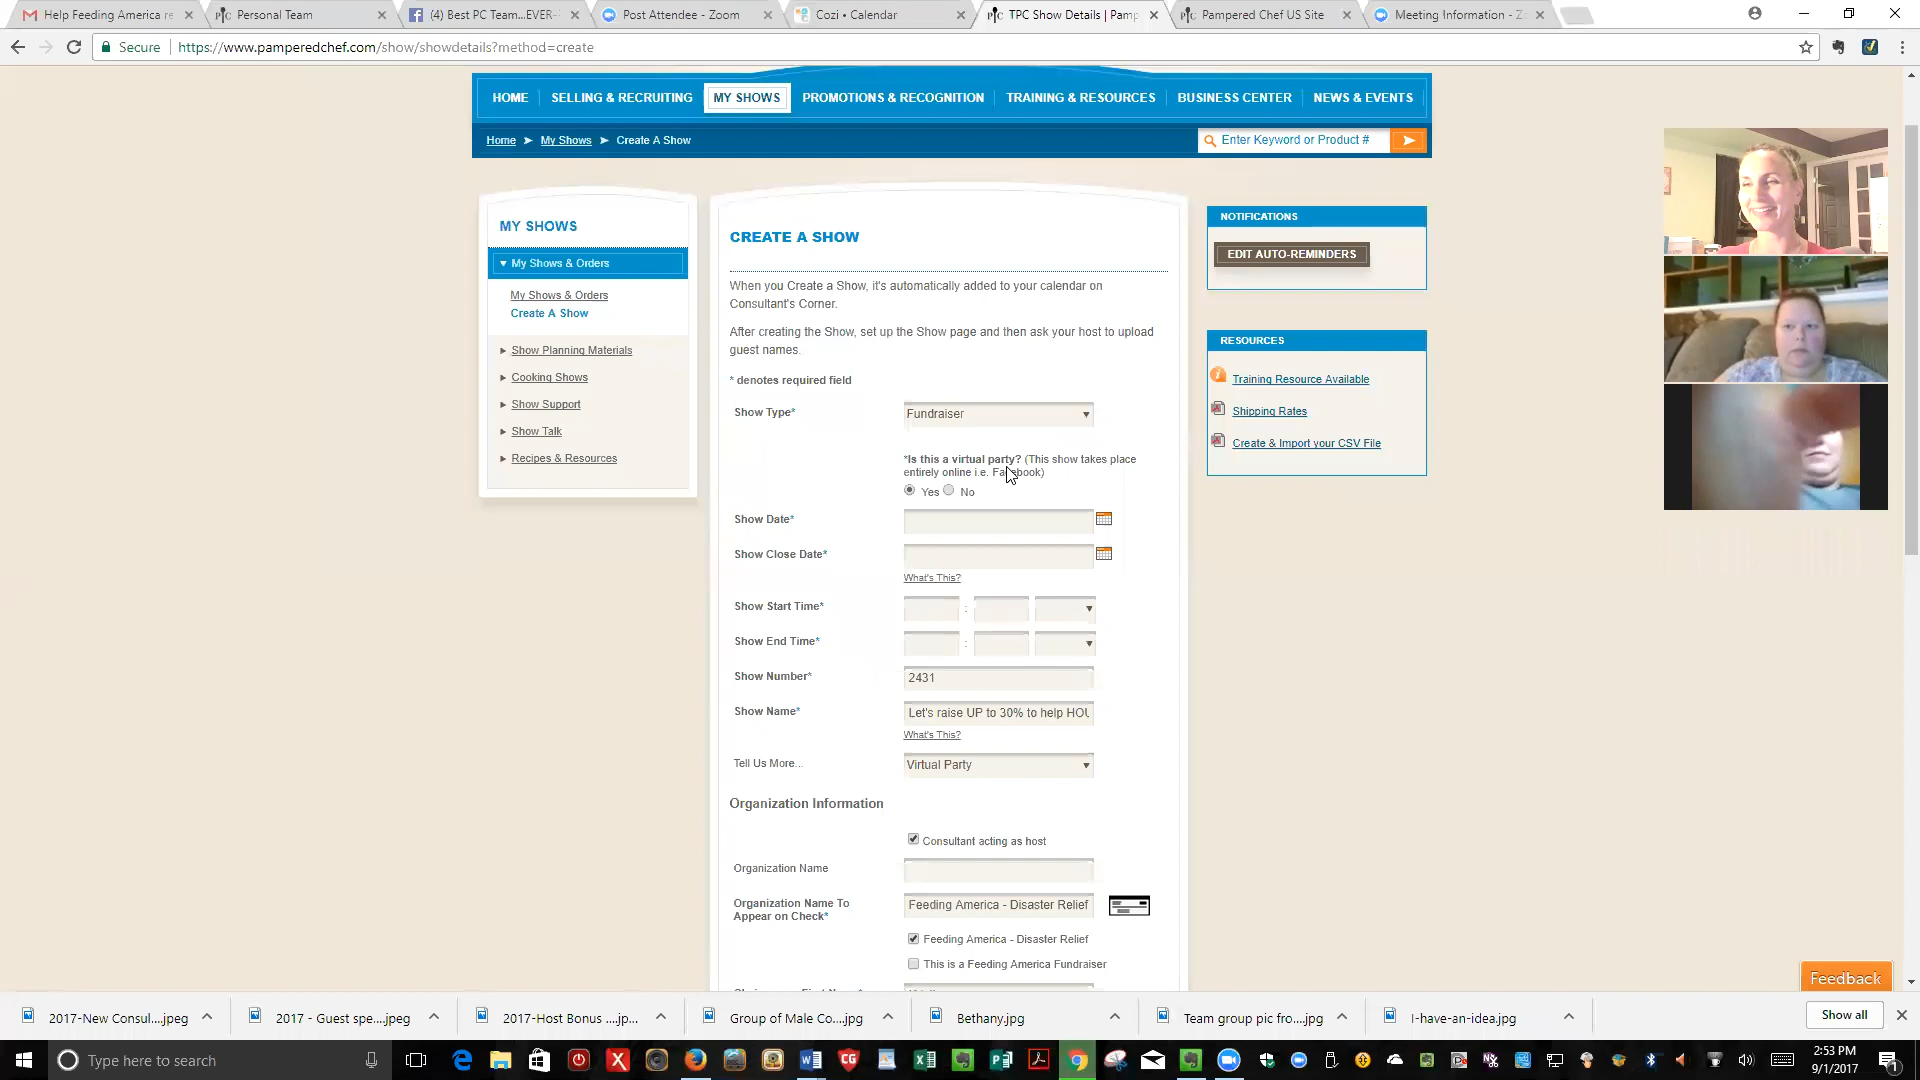 Help Feeding America re
Personal Team
(4) Best PC Team...EVER-
Post Attendee - Zoom
Cozi • Calendar
TPC Show Details | Pamp
Pampered Chef US Site
Meeting Information - Z
Secure
https://www.pamperedchef.com/show/showdetails?method=create
HOME
SELLING & RECRUITING
MY SHOWS
PROMOTIONS & RECOGNITION
TRAINING & RESOURCES
BUSINESS CENTER
NEWS & EVENTS
Home
My Shows
Create A Show
Enter Keyword or Product #
MY SHOWS
My Shows & Orders
My Shows & Orders
Create A Show
Show Planning Materials
Cooking Shows
Show Support
Show Talk
Recipes & Resources
CREATE A SHOW
When you Create a Show, it's automatically added to your calendar on
Consultant's Corner.
After creating the Show, set up the Show page and then ask your host to upload
guest names.
* denotes required field
Show Type*
Fundraiser
*Is this a virtual party? (This show takes place
entirely online i.e. Facebook)
Yes
No
Show Date*
Show Close Date*
What's This?
Show Start Time*
:
Show End Time*
:
Show Number*
2431
Show Name*
Let's raise UP to 30% to help HOU
What's This?
Tell Us More...
Virtual Party
Organization Information
Consultant acting as host
Organization Name
Organization Name To
Appear on Check*
Feeding America - Disaster Relief
Feeding America - Disaster Relief
This is a Feeding America Fundraiser
NOTIFICATIONS
EDIT AUTO-REMINDERS
RESOURCES
Training Resource Available
Shipping Rates
Create & Import your CSV File
Feedback
2017-New Consul....jpeg
2017 - Guest spe....jpeg
2017-Host Bonus ....jp...
Group of Male Co....jpg
Bethany.jpg
Team group pic fro....jpg
I-have-an-idea.jpg
Show all
Type here to search
2:53 PM
9/1/2017